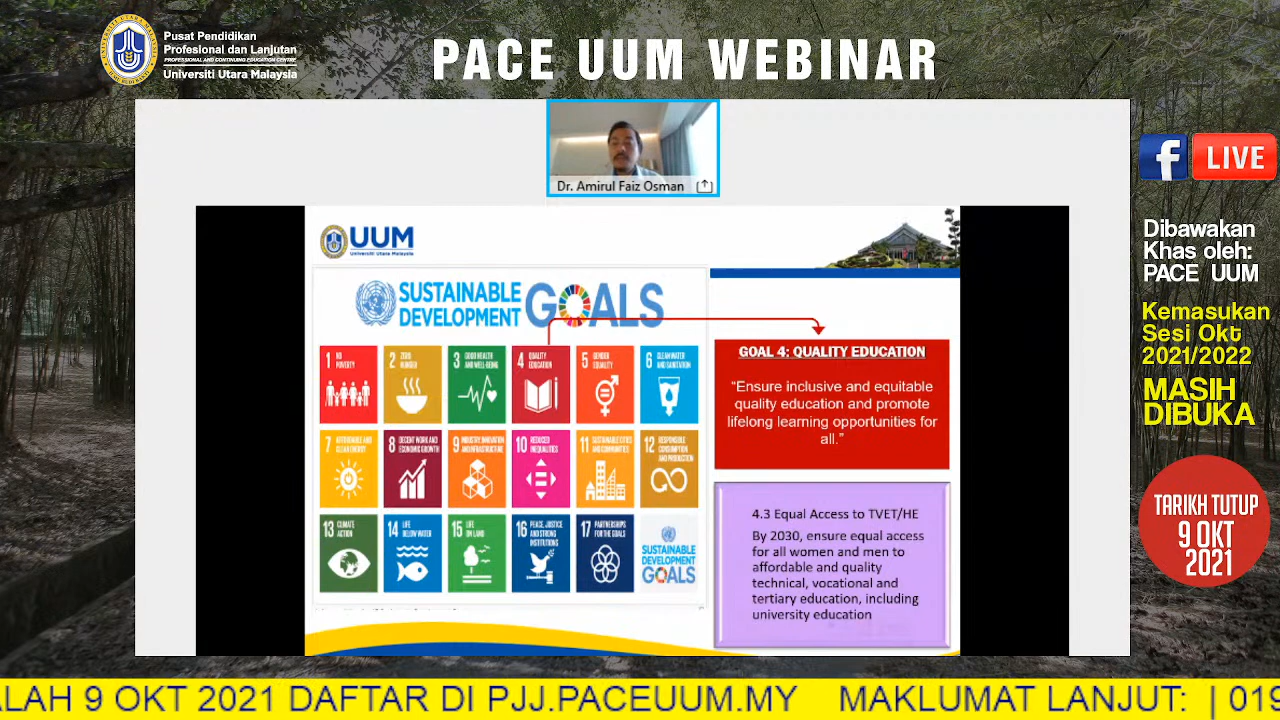 Pusat Pendidikan
Profesional dan Lanjutan
PROFESSIONAL AND CONTINUING EDUCATION CENTRE
Universiti Utara Malaysia
PACE UUM WEBINAR
Dr. Amirul Faiz Osman
f LIVE
Dibawakan
Khas oleh:
PACE UUM
Kemasukan
Sesi Okt
2021/2022
MASIH
DIBUKA
TARIKH TUTUP
9 OKT
2021
UUM
Universiti Utara Malaysia
SUSTAINABLE
DEVELOPMENT
GOALS
1 NO
POVERTY
2 ZERO
HUNGER
3 GOOD HEALTH
AND WELL-BEING
4 QUALITY
EDUCATION
5 GENDER
EQUALITY
6 CLEAN WATER
AND SANITATION
7 AFFORDABLE AND
CLEAN ENERGY
8 DECENT WORK AND
ECONOMIC GROWTH
9 INDUSTRY, INNOVATION
AND INFRASTRUCTURE
10 REDUCED
INEQUALITIES
11 SUSTAINABLE CITIES
AND COMMUNITIES
12 RESPONSIBLE
CONSUMPTION
AND PRODUCTION
13 CLIMATE
ACTION
14 LIFE
BELOW WATER
15 LIFE
ON LAND
16 PEACE, JUSTICE
AND STRONG
INSTITUTIONS
17 PARTNERSHIPS
FOR THE GOALS
SUSTAINABLE
DEVELOPMENT
GOALS
GOAL 4: QUALITY EDUCATION
“Ensure inclusive and equitable
quality education and promote
lifelong learning opportunities for
all.”
4.3 Equal Access to TVET/HE
By 2030, ensure equal access
for all women and men to
affordable and quality
technical, vocational and
tertiary education, including
university education
ALAH 9 OKT 2021 DAFTAR DI PJJ.PACEUUM.MY MAKLUMAT LANJUT: | 019